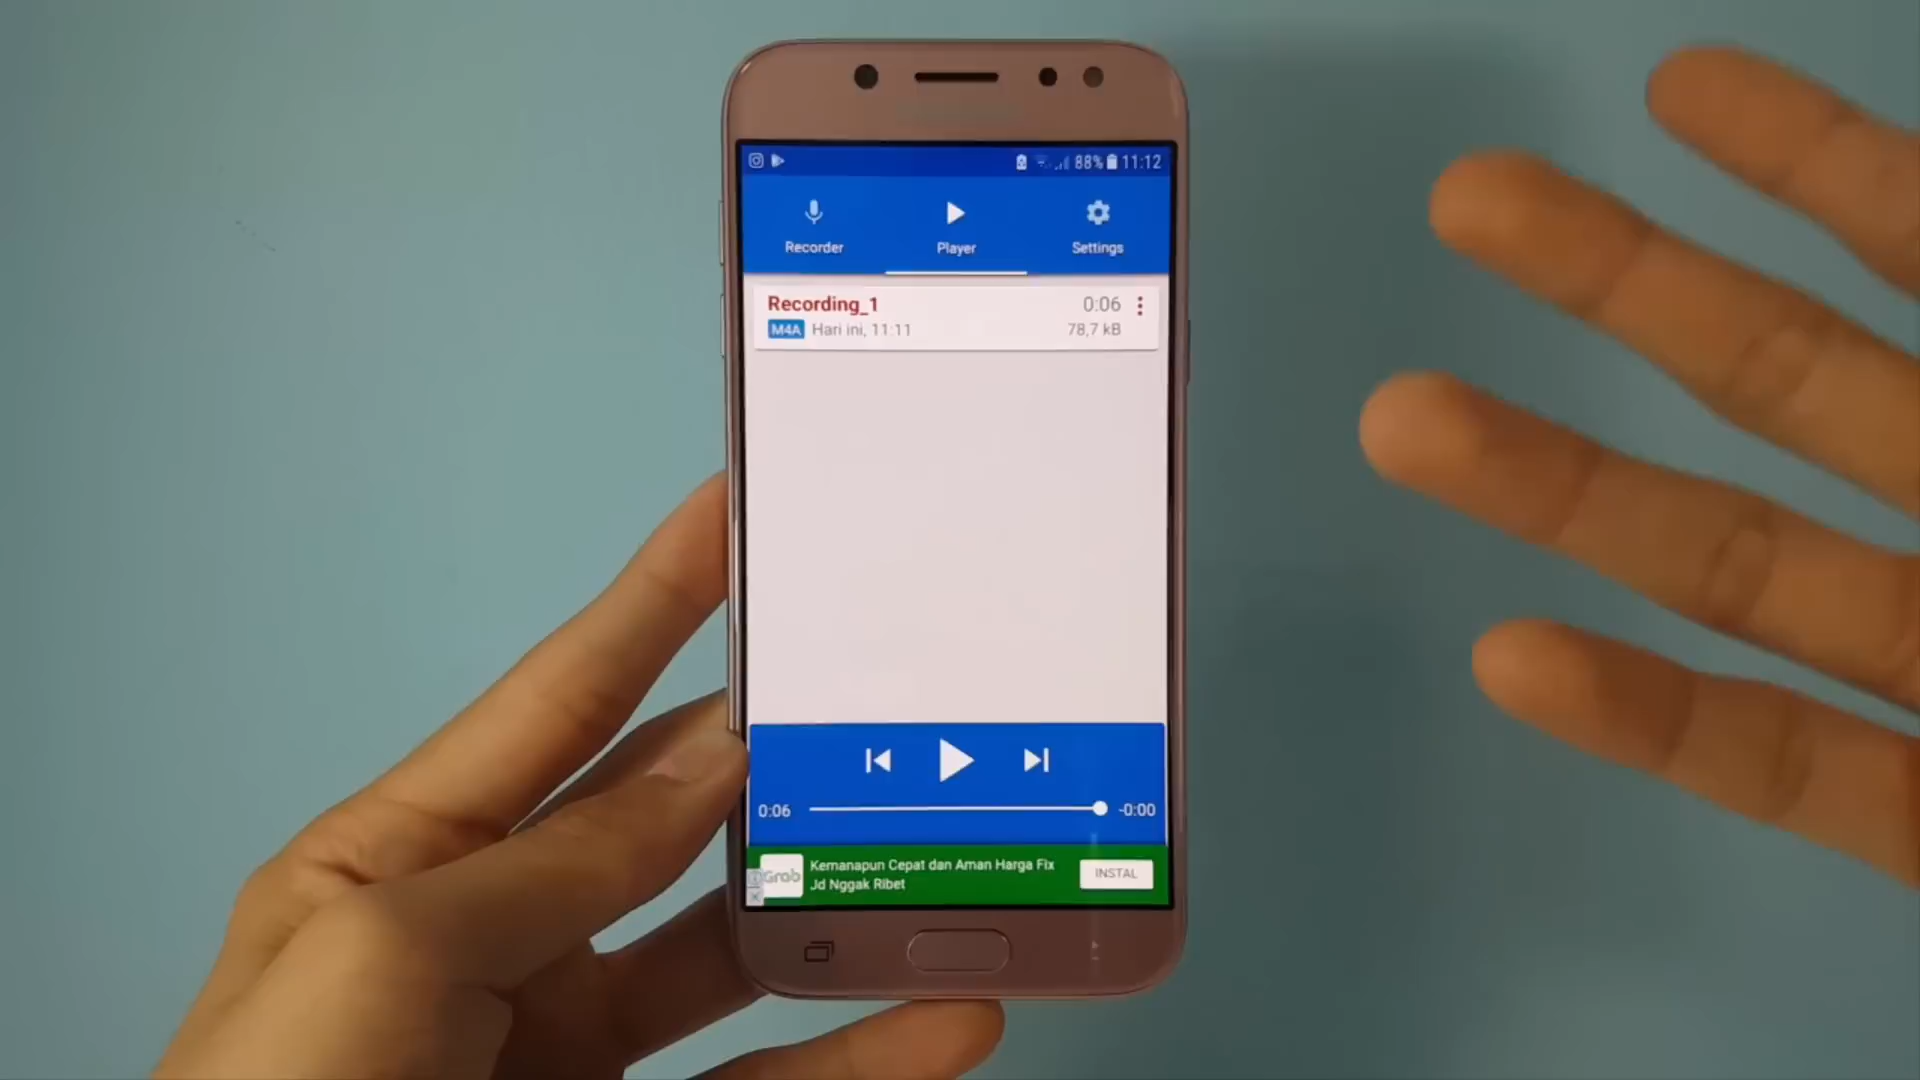 88% 11:12
Recorder Player Settings
Recording_1 0:06
M4A Hari ini, 11:11 78,7 kB
0:06 -0:00
Grab Kemanapun Cepat dan Aman Harga Fix
Jd Nggak Ribet
INSTAL